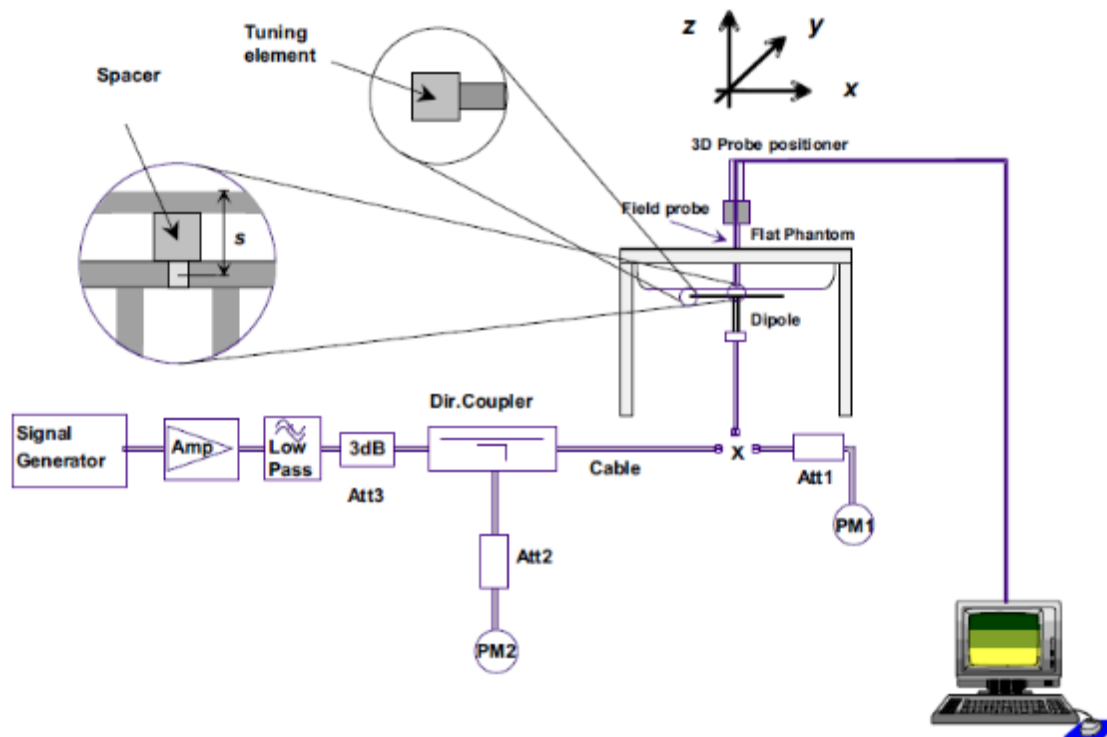 Tuning
element
Spacer
s
z
y
x
3D Probe positioner
Field probe
Flat Phantom
Dipole
Dir.Coupler
Signal
Generator
Amp
Low
Pass
3dB
Att3
Cable
X
Att1
PM1
Att2
PM2